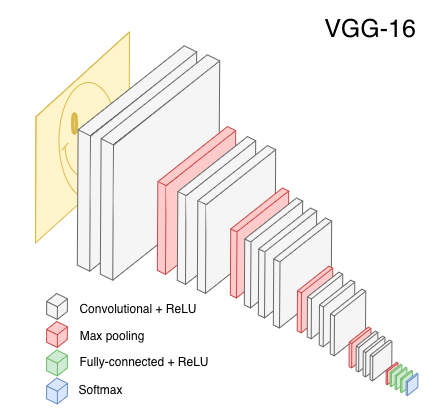 VGG-16
Convolutional + ReLU
Max pooling
Fully-connected + ReLU
Softmax